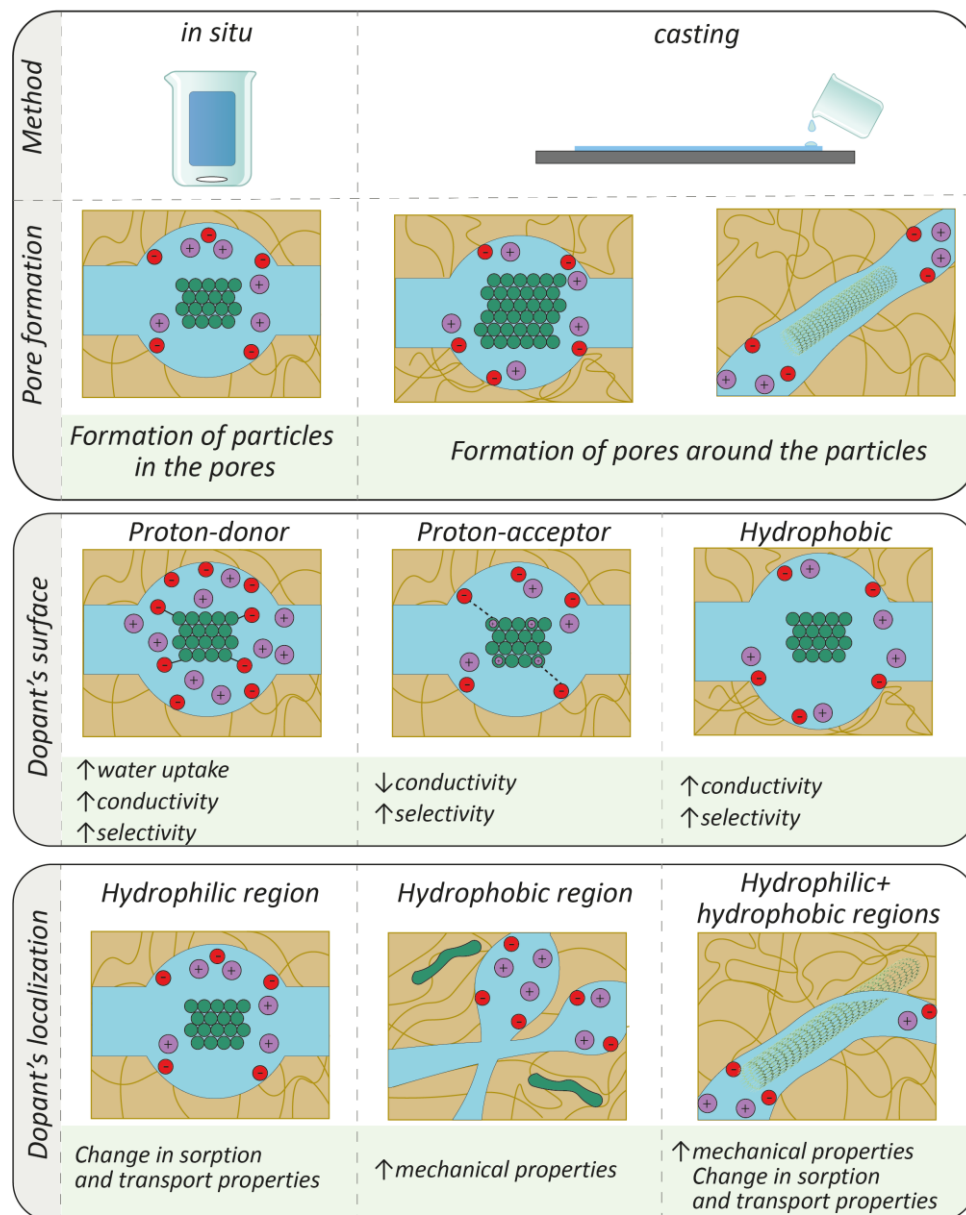 Method
in situ
casting
Pore formation
Formation of particles
in the pores
Formation of pores around the particles
Dopant's surface
Proton-donor
↑water uptake
↑conductivity
↑selectivity
Proton-acceptor
↓conductivity
↑selectivity
Hydrophobic
↑conductivity
↑selectivity
Dopant's localization
Hydrophilic region
Change in sorption
and transport properties
Hydrophobic region
↑mechanical properties
Hydrophilic+
hydrophobic regions
↑mechanical properties
Change in sorption
and transport properties